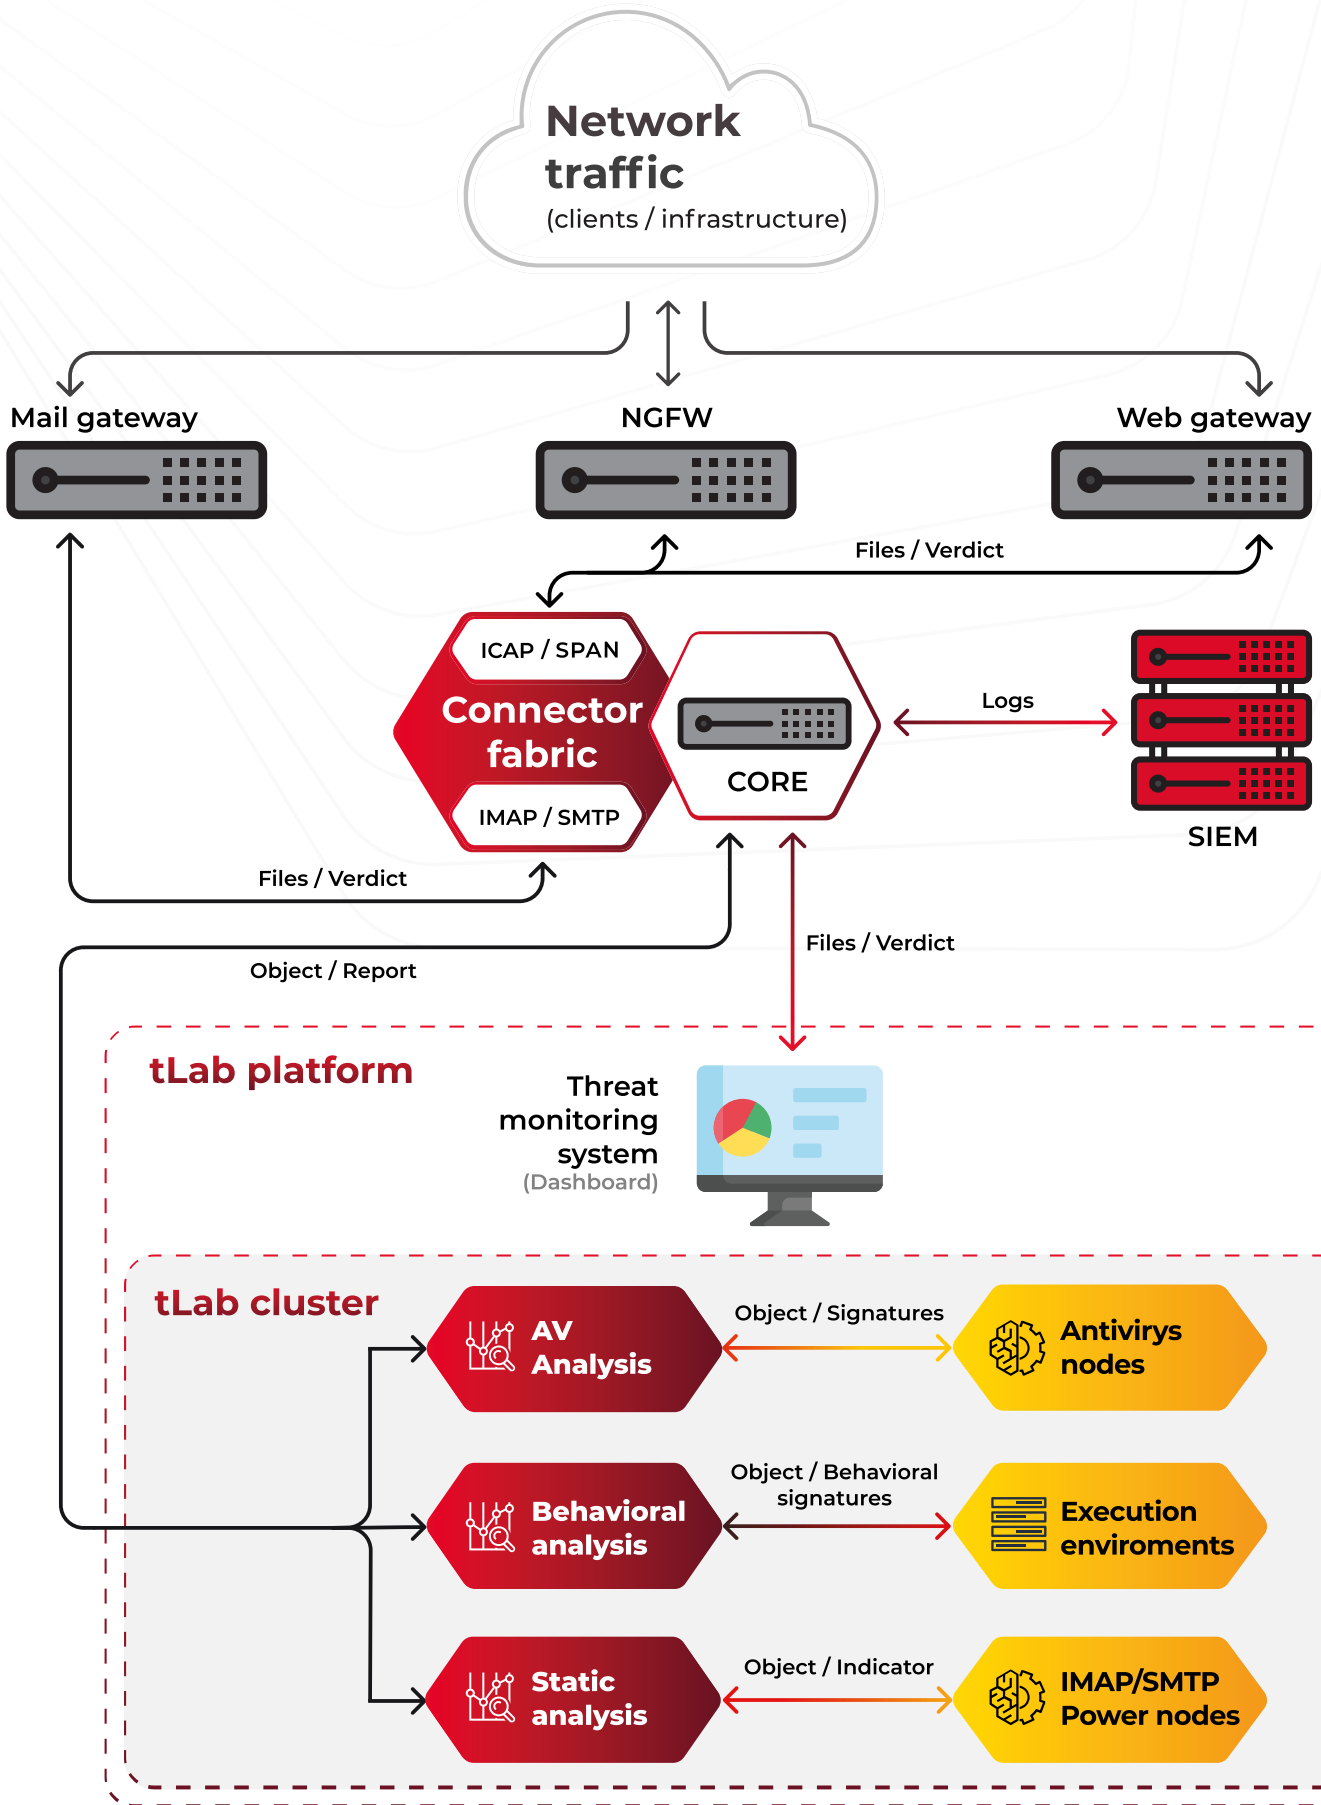 Network
traffic
(clients / infrastructure)
Mail gateway
NGFW
Web gateway
Files / Verdict
ICAP / SPAN
Connector
fabric
IMAP / SMTP
CORE
Logs
SIEM
Files / Verdict
Files / Verdict
Object / Report
tLab platform
Threat
monitoring
system
(Dashboard)
tLab cluster
AV
Analysis
Object / Signatures
Antivirys
nodes
Behavioral
analysis
Object / Behavioral
signatures
Execution
enviroments
Static
analysis
Object / Indicator
IMAP/SMTP
Power nodes